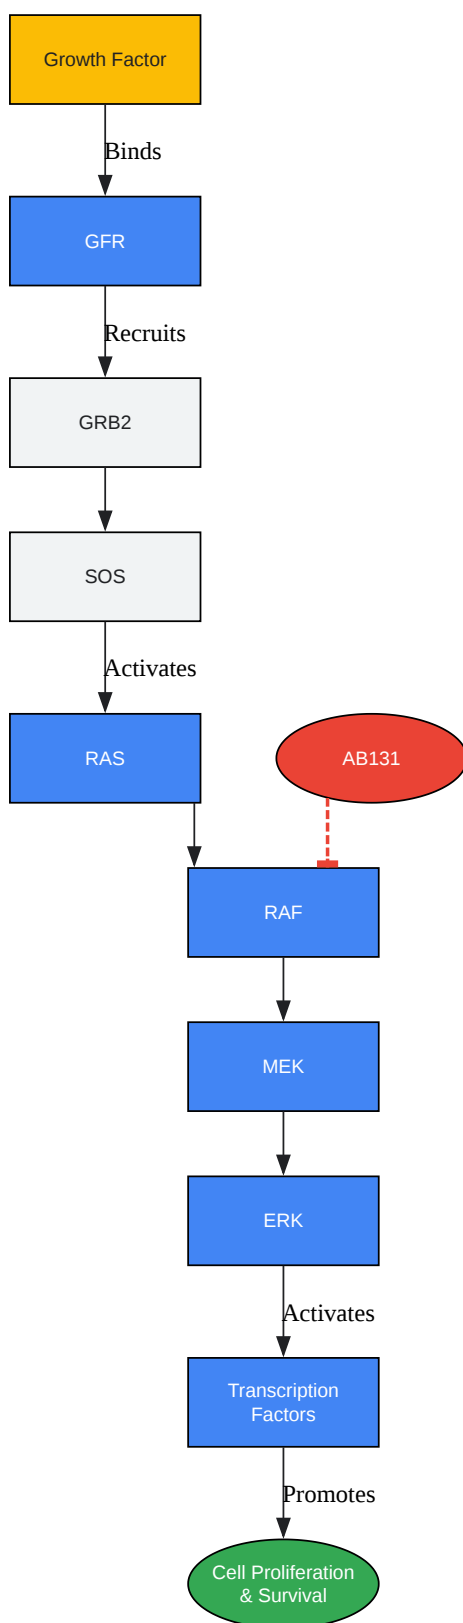 Growth Factor
Binds
GFR
Recruits
GRB2
SOS
Activates
RAS
AB131
RAF
MEK
ERK
Activates
Transcription
Factors
Promotes
Cell Proliferation
& Survival